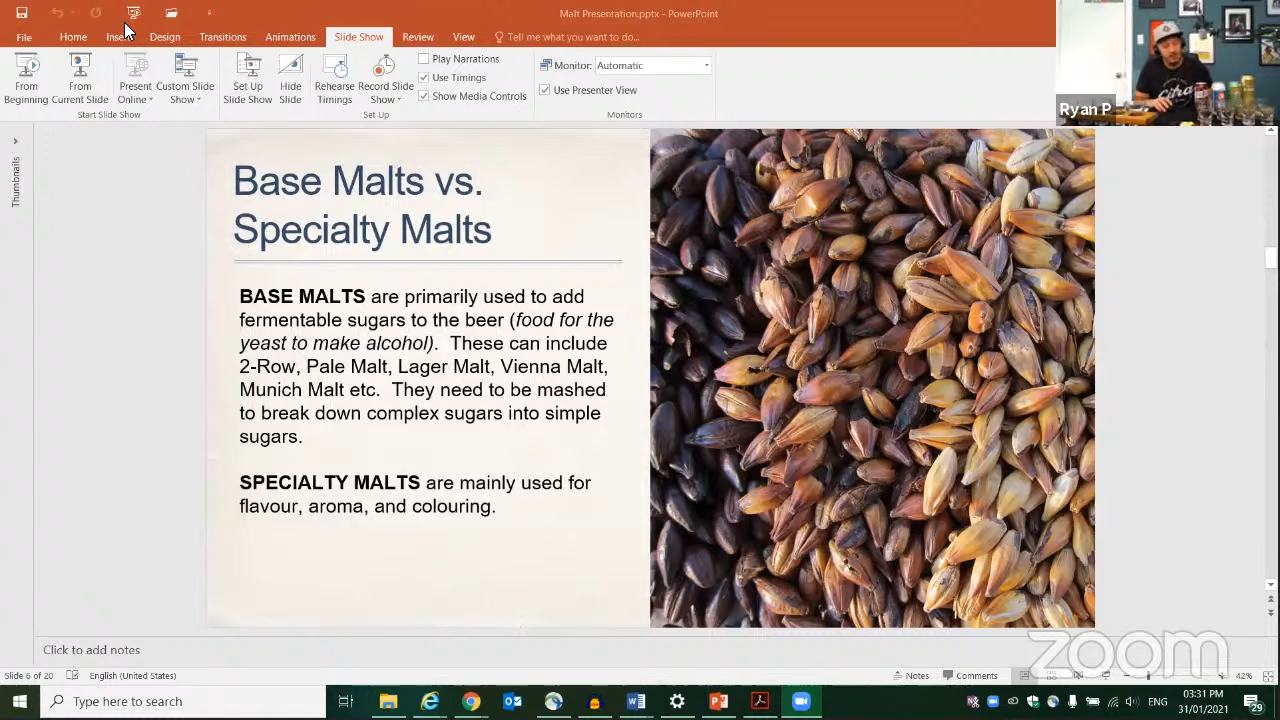 Malt Presentation.pptx - PowerPoint
File Home Insert Design Transitions Animations Slide Show Review View Tell me what you want to do...
From Beginning
From Current Slide
Present Online
Custom Slide Show
Start Slide Show
Set Up Slide Show
Hide Slide
Rehearse Timings
Record Slide Show
Play Narrations
Use Timings
Show Media Controls
Set Up
Monitor: Automatic
Use Presenter View
Monitors
Citra
Ryan P
Thumbnails
Base Malts vs.
Specialty Malts
BASE MALTS are primarily used to add
fermentable sugars to the beer (food for the
yeast to make alcohol). These can include
2-Row, Pale Malt, Lager Malt, Vienna Malt,
Munich Malt etc. They need to be mashed
to break down complex sugars into simple
sugars.
SPECIALTY MALTS are mainly used for
flavour, aroma, and colouring.
Click to add notes
zoom
Slide 6 of 20 English (United States) Notes Comments 42%
Type here to search
ENG
03:31 PM
31/01/2021
29